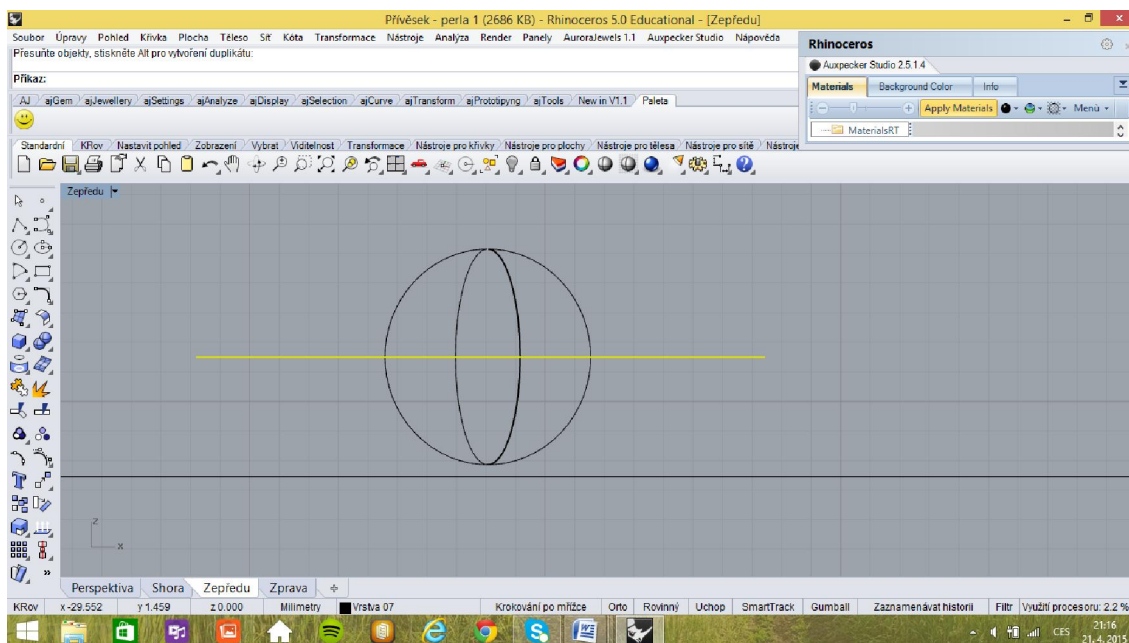 Přívěsek - perla 1 (2686 KB) - Rhinoceros 5.0 Educational - [Zepředu]
Soubor Úpravy Pohled Křivka Plocha Těleso Síť Kóta Transformace Nástroje Analýza Render Panely AuroraJewels 1.1 Auxpecker Studio Nápověda
Přesuňte objekty, stiskněte Alt pro vytvoření duplikátu:
Příkaz:
AJ ajGem ajJewellery ajSettings ajAnalyze ajDisplay ajSelection ajCurve ajTransform ajPrototipyng ajTools New in V1.1 Paleta
Standardní KRov Nastavit pohled Zobrazení Vybrat Viditelnost Transformace Nástroje pro křivky Nástroje pro plochy Nástroje pro tělesa Nástroje pro sítě Nástroje
Rhinoceros
Auxpecker Studio 2.5.1.4
Materials Background Color Info
Apply Materials Menù
MaterialsRT
Zepředu
z
x
Perspektiva Shora Zepředu Zprava
KRov x -29.552 y 1.459 z 0.000 Milimetry Vrstva 07 Krokování po mřížce Orto Rovinný Uchop SmartTrack Gumball Zaznamenávat historii Filtr Využití procesoru: 2.2 %
CES 21:16
21. 4. 2015